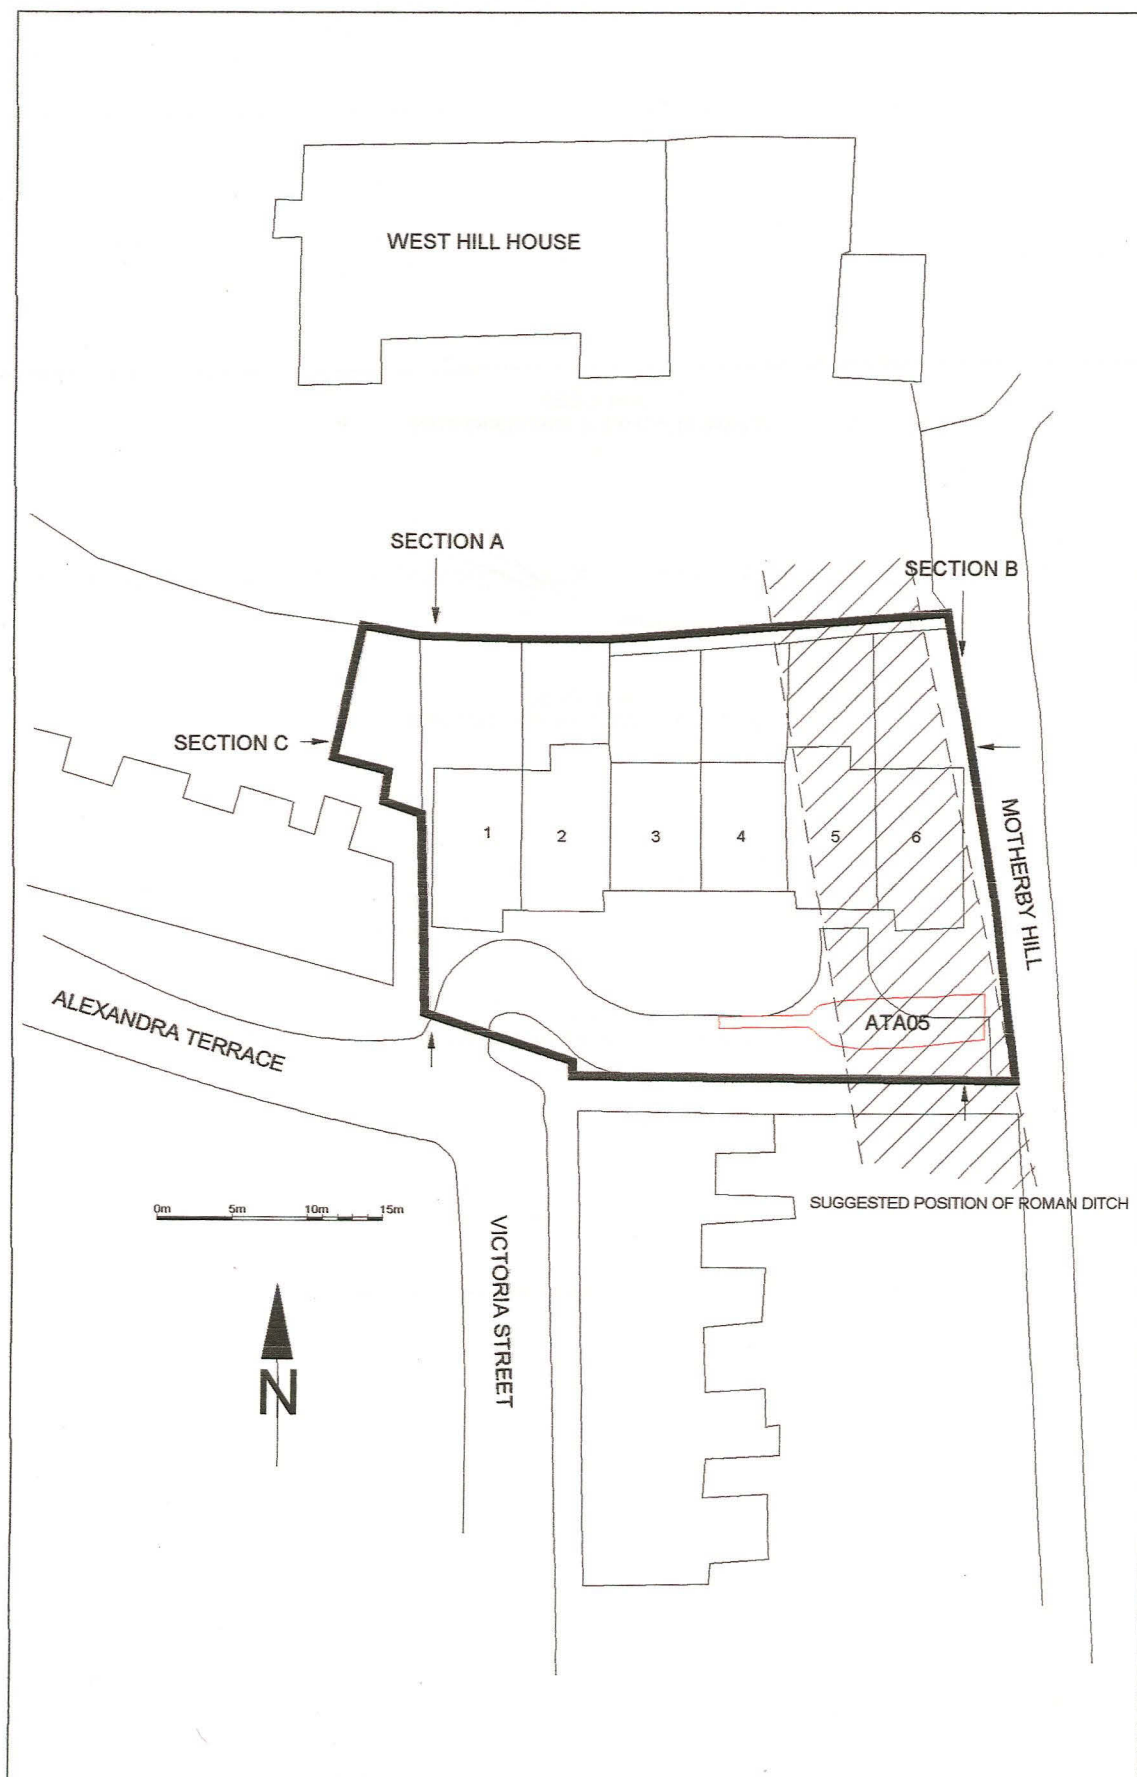 WEST HILL HOUSE
SECTION A
SECTION B
SECTION C
1
2
3
4
5
6
MOTHERBY HILL
ATA05
ALEXANDRA TERRACE
SUGGESTED POSITION OF ROMAN DITCH
0m 5m 10m 15m
VICTORIA STREET
N